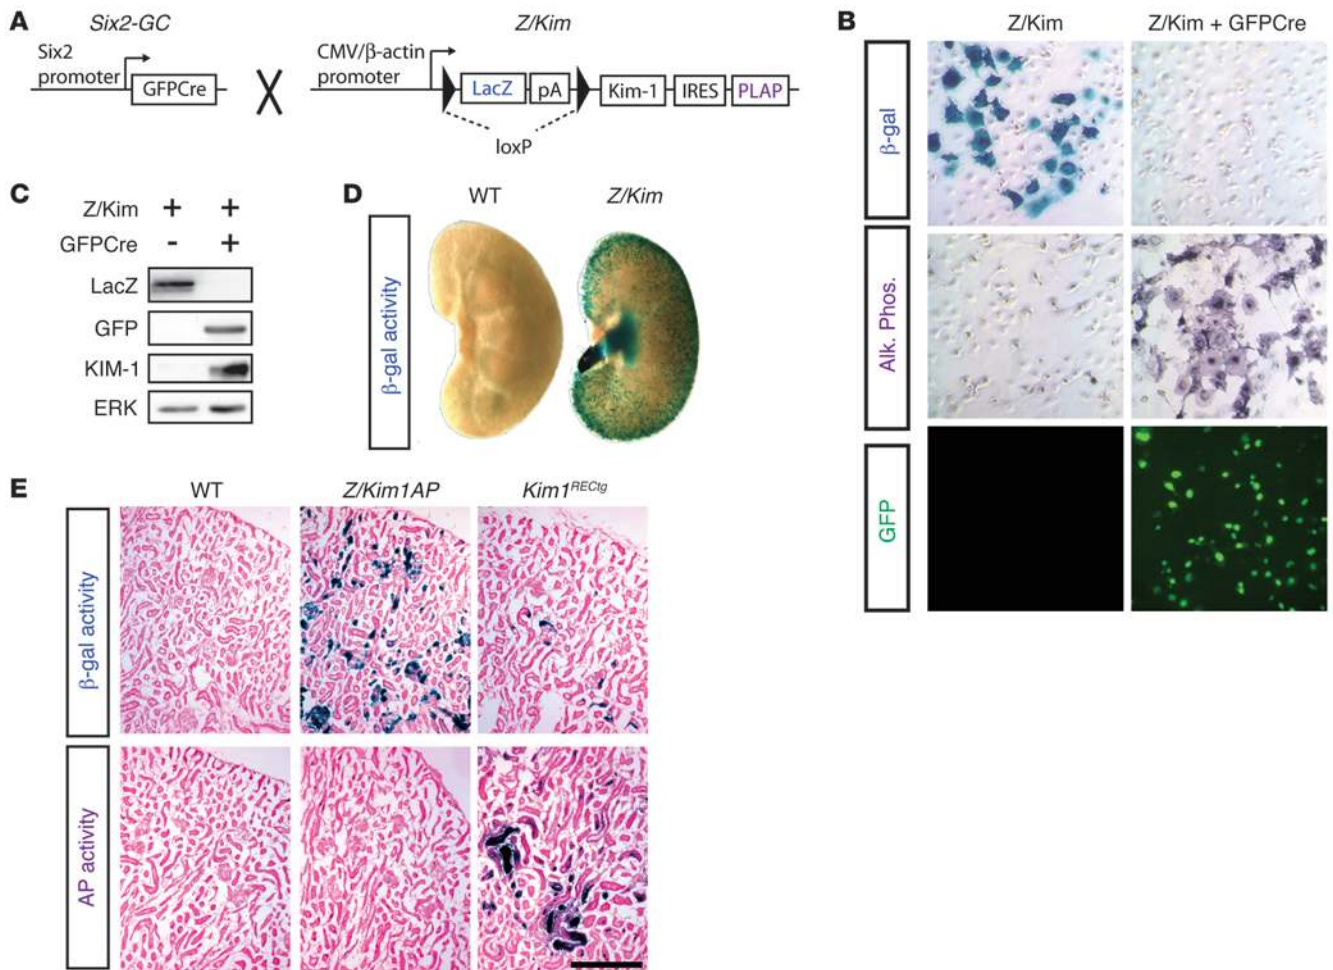 A
Six2-GC
Z/Kim
Six2
promoter
GFPCre
CMV/β-actin
promoter
LacZ
pA
Kim-1
IRES
PLAP
loxP
B
Z/Kim
Z/Kim + GFPCre
β-gal
Alk. Phos.
GFP
C
Z/Kim + +
GFPCre - +
LacZ
GFP
KIM-1
ERK
D
WT
Z/Kim
β-gal activity
E
WT
Z/Kim1AP
Kim1RECtg
β-gal activity
AP activity